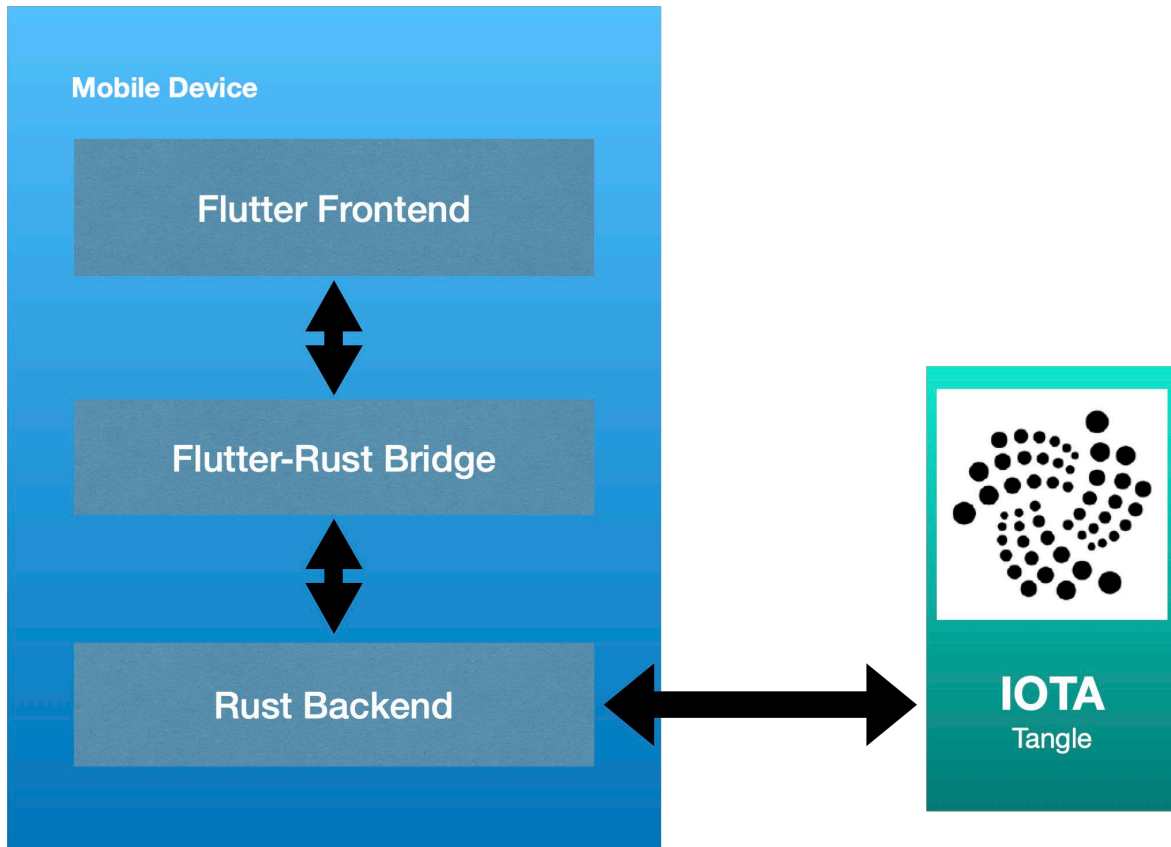 Mobile Device
Flutter Frontend
Flutter-Rust Bridge
Rust Backend
IOTA
Tangle